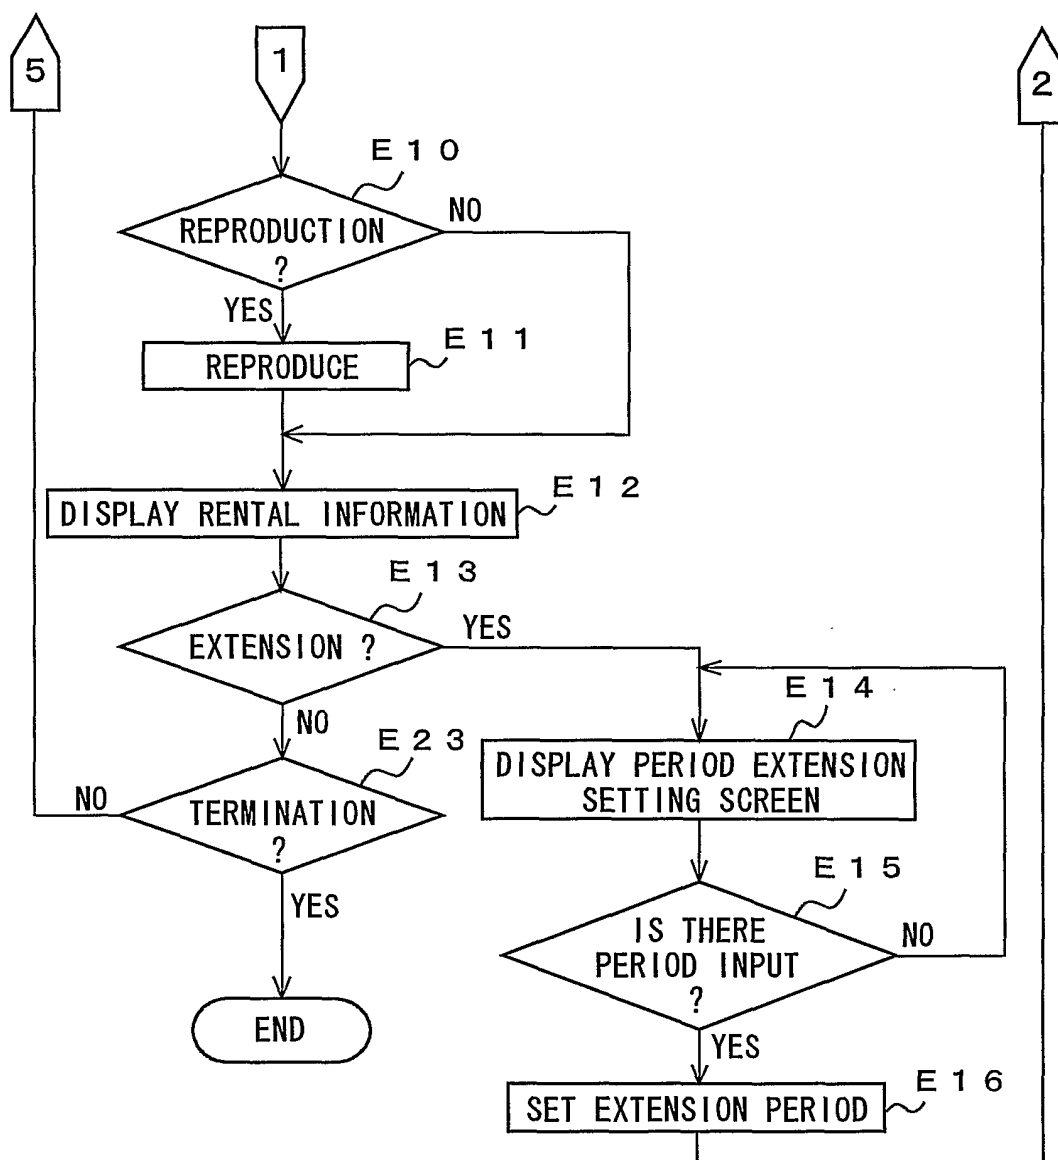 5
1
2
E10
REPRODUCTION
?
NO
YES
E11
REPRODUCE
E12
DISPLAY RENTAL INFORMATION
E13
EXTENSION ?
YES
NO
E14
DISPLAY PERIOD EXTENSION
SETTING SCREEN
E23
TERMINATION
?
NO
YES
END
E15
IS THERE
PERIOD INPUT
?
NO
YES
E16
SET EXTENSION PERIOD